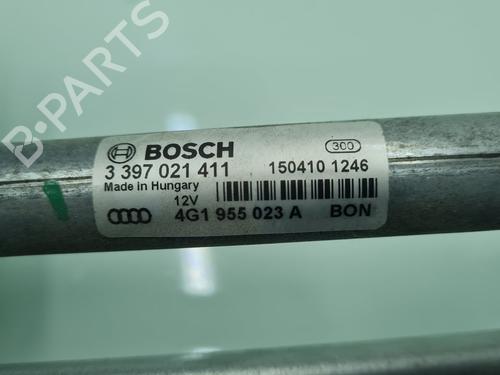 B-PARTS
BOSCH 300
3 397 021 411 150410 1246
Made in Hungary
12V
4G1 955 023 A BON